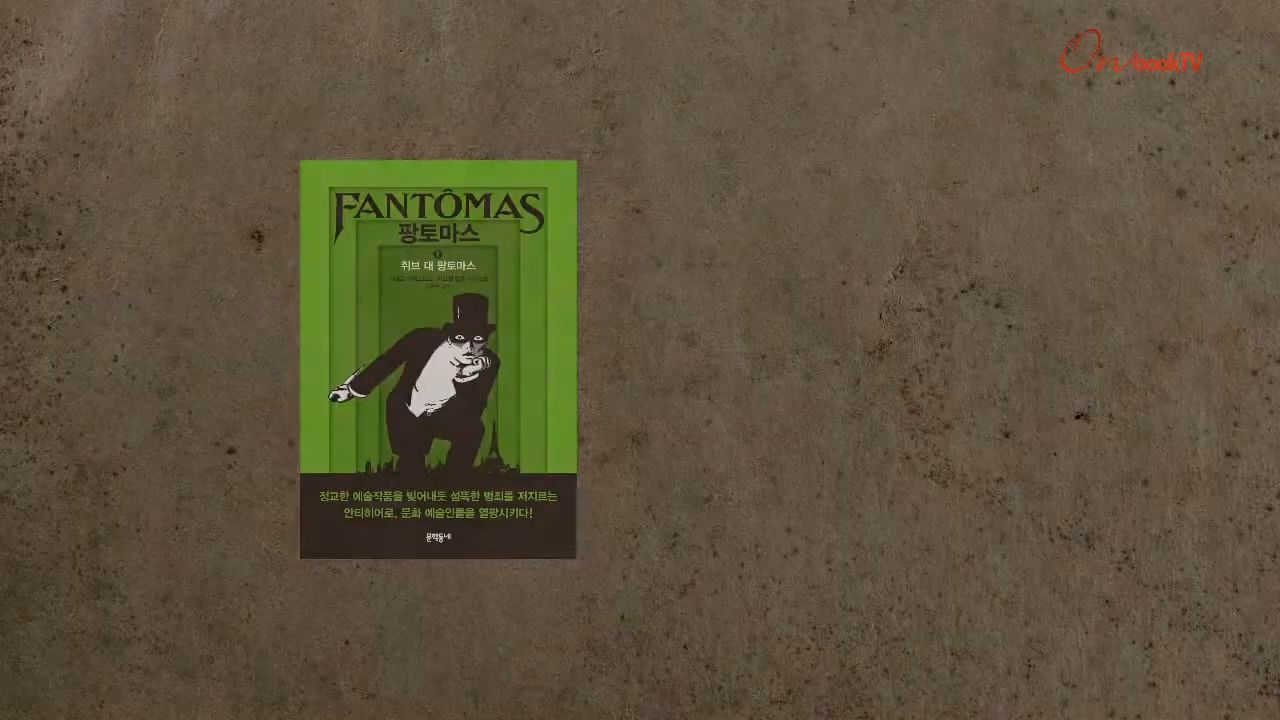 On bookTV
FANTÔMAS
팡토마스
쥐브 대 팡토마스
정교한 예술작품을 빚어내듯 섬뜩한 범죄를 저지르는
안티히어로, 문화 예술인들을 열광시키다!
문학동네